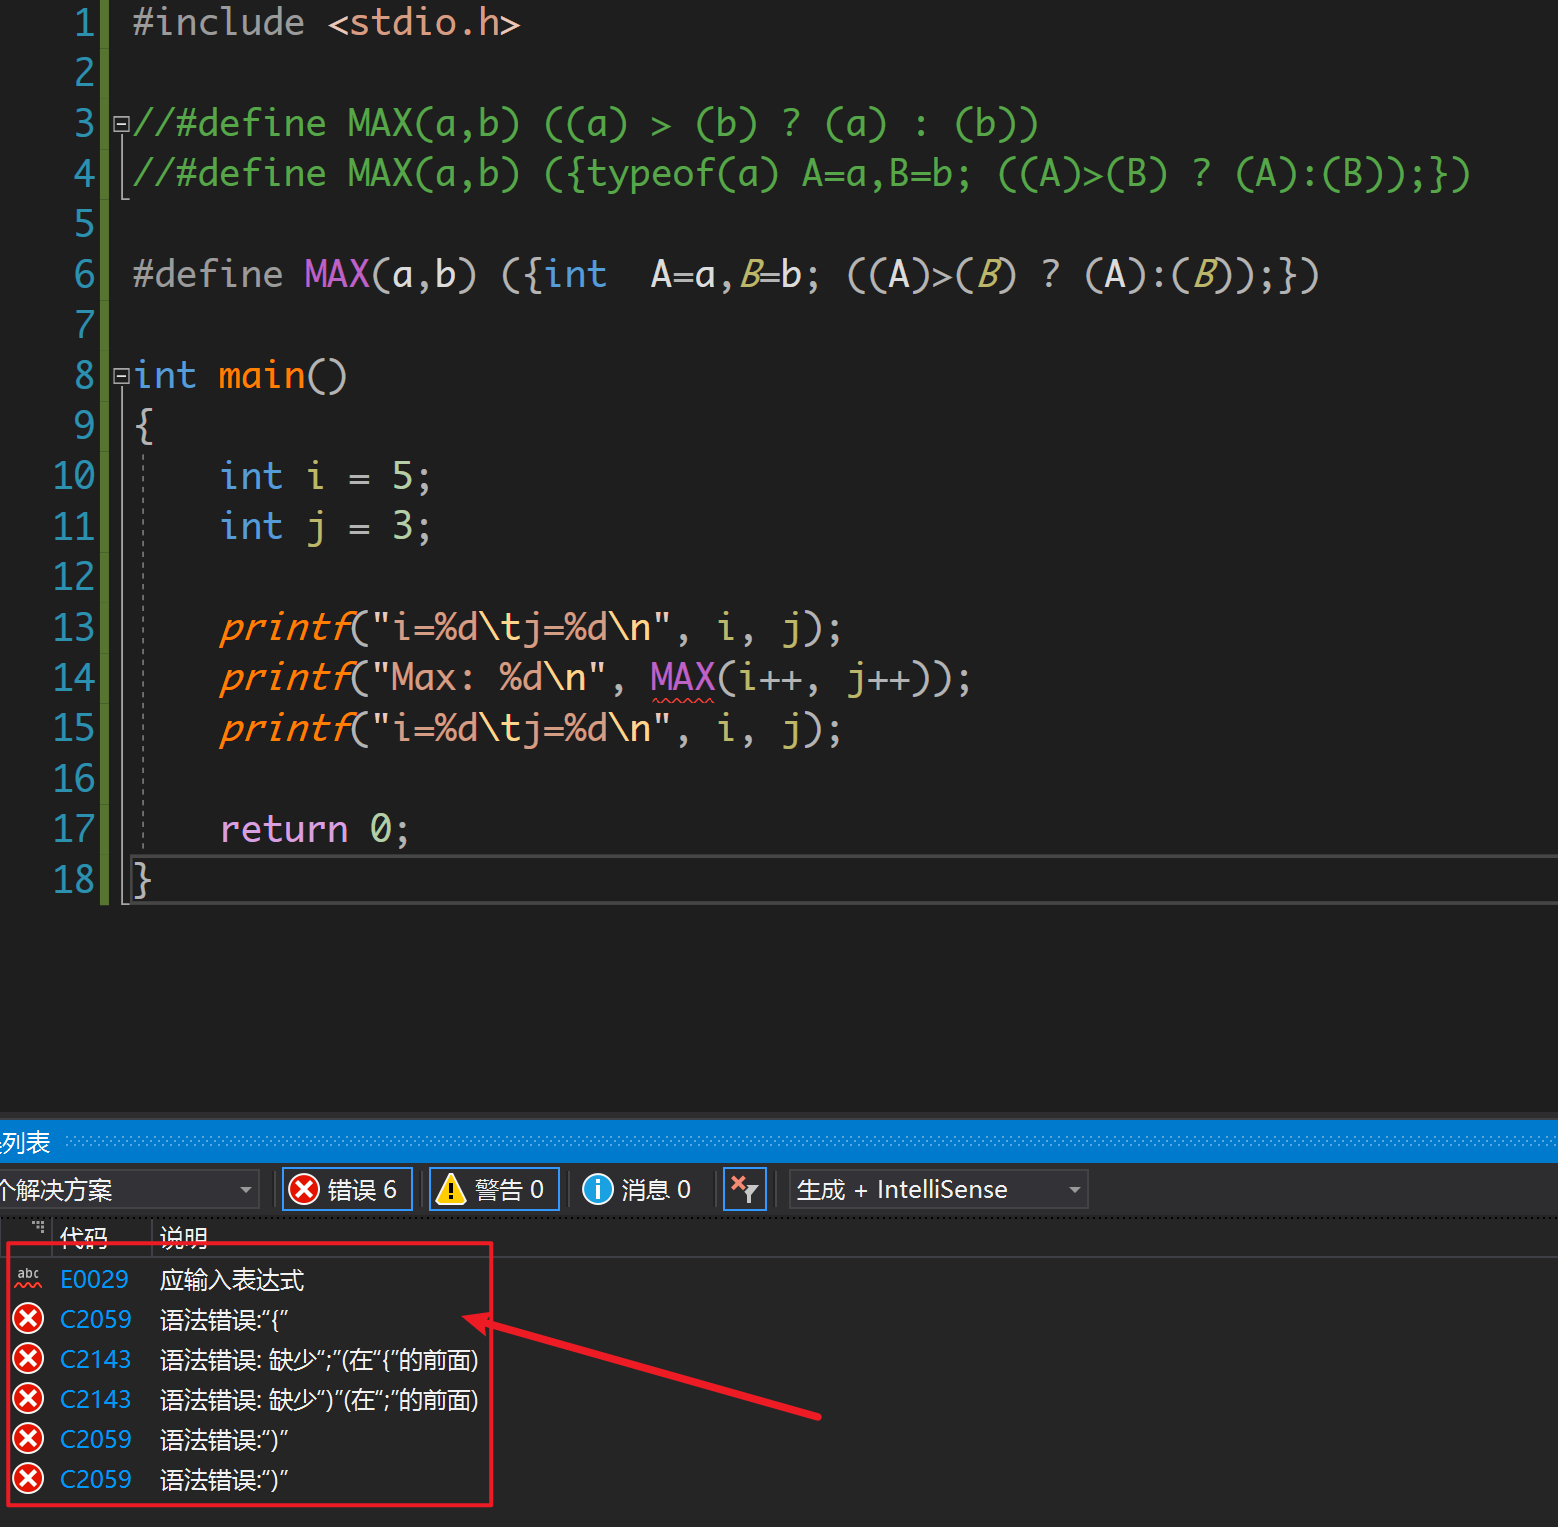 1 #include <stdio.h>
2
3 //#define MAX(a,b) ((a) > (b) ? (a) : (b))
4 //#define MAX(a,b) ({typeof(a) A=a,B=b; ((A)>(B) ? (A):(B));})
5
6 #define MAX(a,b) ({int  A=a,B=b; ((A)>(B) ? (A):(B));})
7
8 int main()
9 {
10     int i = 5;
11     int j = 3;
12
13     printf("i=%d\tj=%d\n", i, j);
14     printf("Max: %d\n", MAX(i++, j++));
15     printf("i=%d\tj=%d\n", i, j);
16
17     return 0;
18 }
列表
个解决方案 错误 6 警告 0 消息 0 生成 + IntelliSense
代码 说明
abc E0029 应输入表达式
C2059 语法错误:“{”
C2143 语法错误: 缺少“;”(在“{”的前面)
C2143 语法错误: 缺少“)”(在“;”的前面)
C2059 语法错误:“)”
C2059 语法错误:“)”